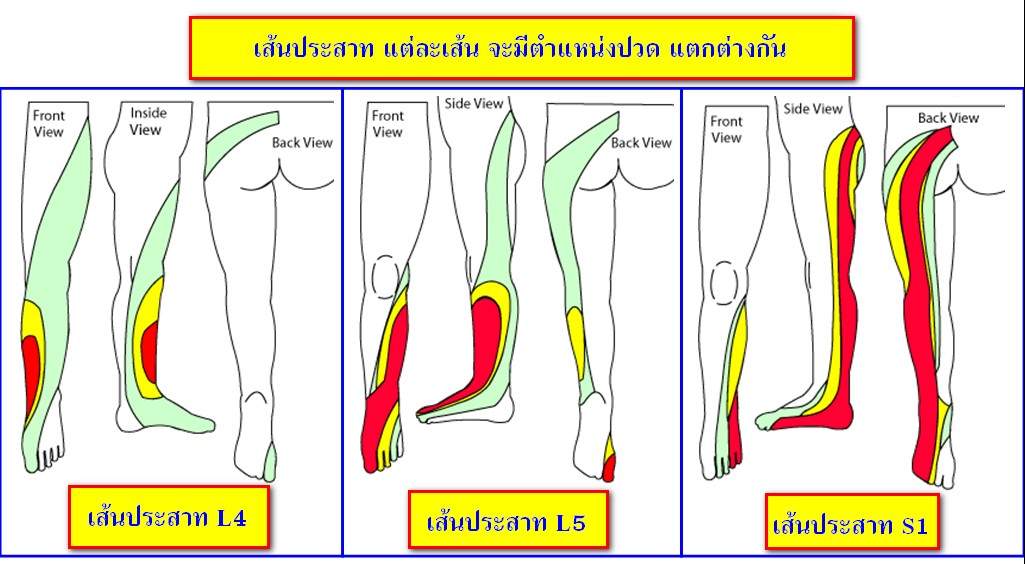 เส้นประสาท แต่ละเส้น จะมีตำแหน่งปวด แตกต่างกัน
Front
View
Inside
View
Back View
เส้นประสาท L4
Front
View
Side View
Back View
เส้นประสาท L5
Front
View
Side View
Back View
เส้นประสาท S1